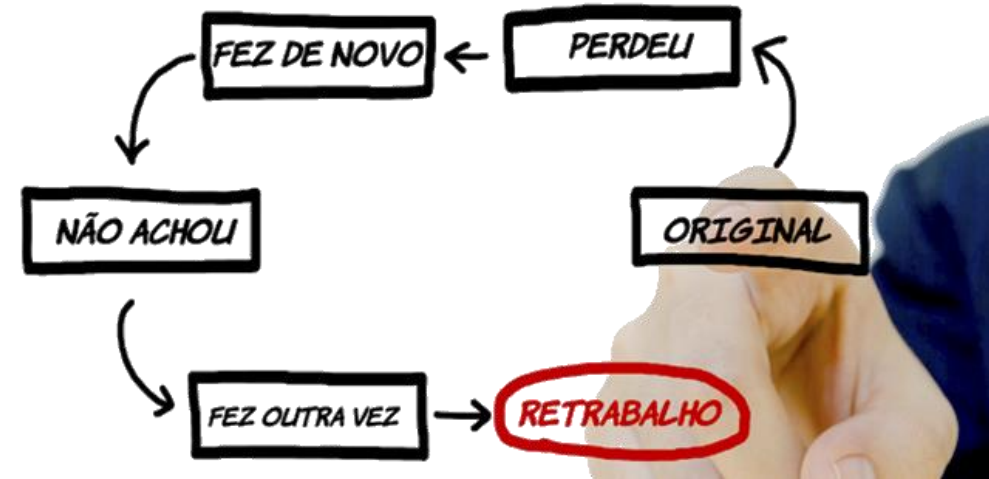 FEZ DE NOVO
PERDEU
NÃO ACHOU
ORIGINAL
FEZ OUTRA VEZ
RETRABALHO